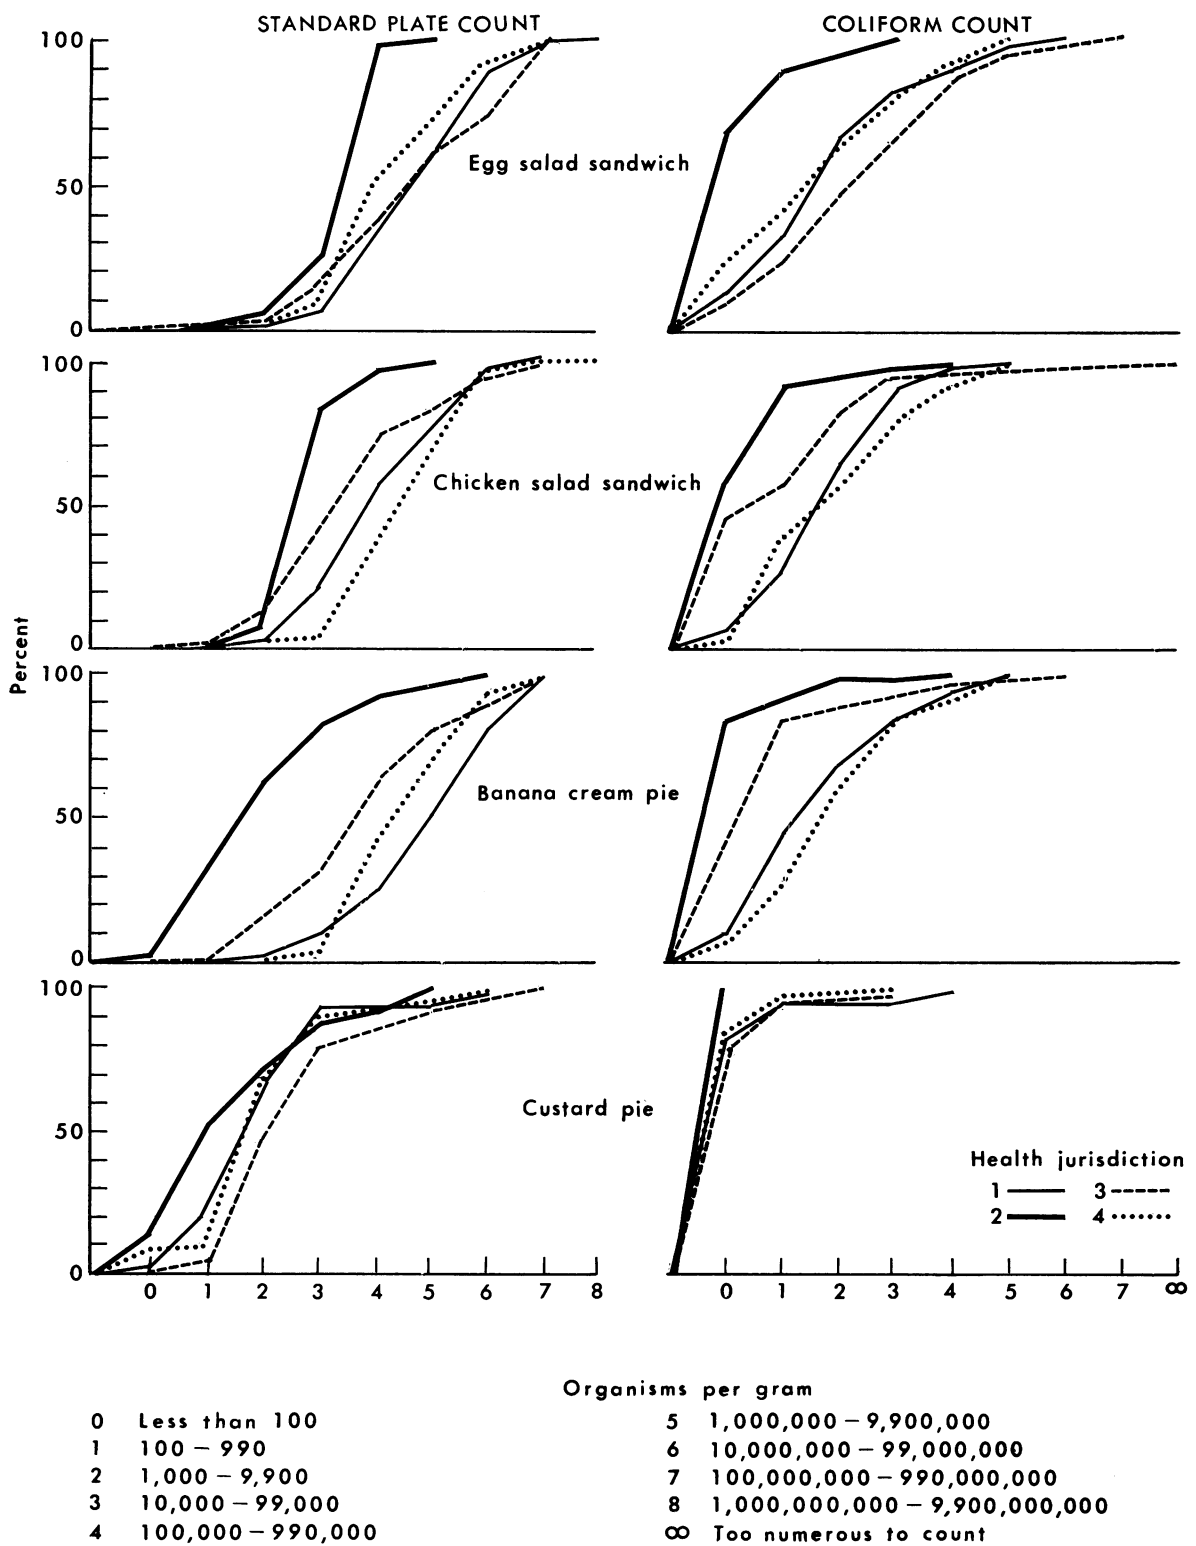 STANDARD PLATE COUNT
COLIFORM COUNT
100
50
0
Egg salad sandwich
100
50
0
Chicken salad sandwich
Percent
100
50
0
Banana cream pie
100
50
0
Custard pie
Health jurisdiction
1 3
2 4
0 1 2 3 4 5 6 7 8
0 1 2 3 4 5 6 7 ∞
Organisms per gram
0 Less than 100
1 100 – 990
2 1,000 – 9,900
3 10,000 – 99,000
4 100,000 – 990,000
5 1,000,000 – 9,900,000
6 10,000,000 – 99,000,000
7 100,000,000 – 990,000,000
8 1,000,000,000 – 9,900,000,000
∞ Too numerous to count